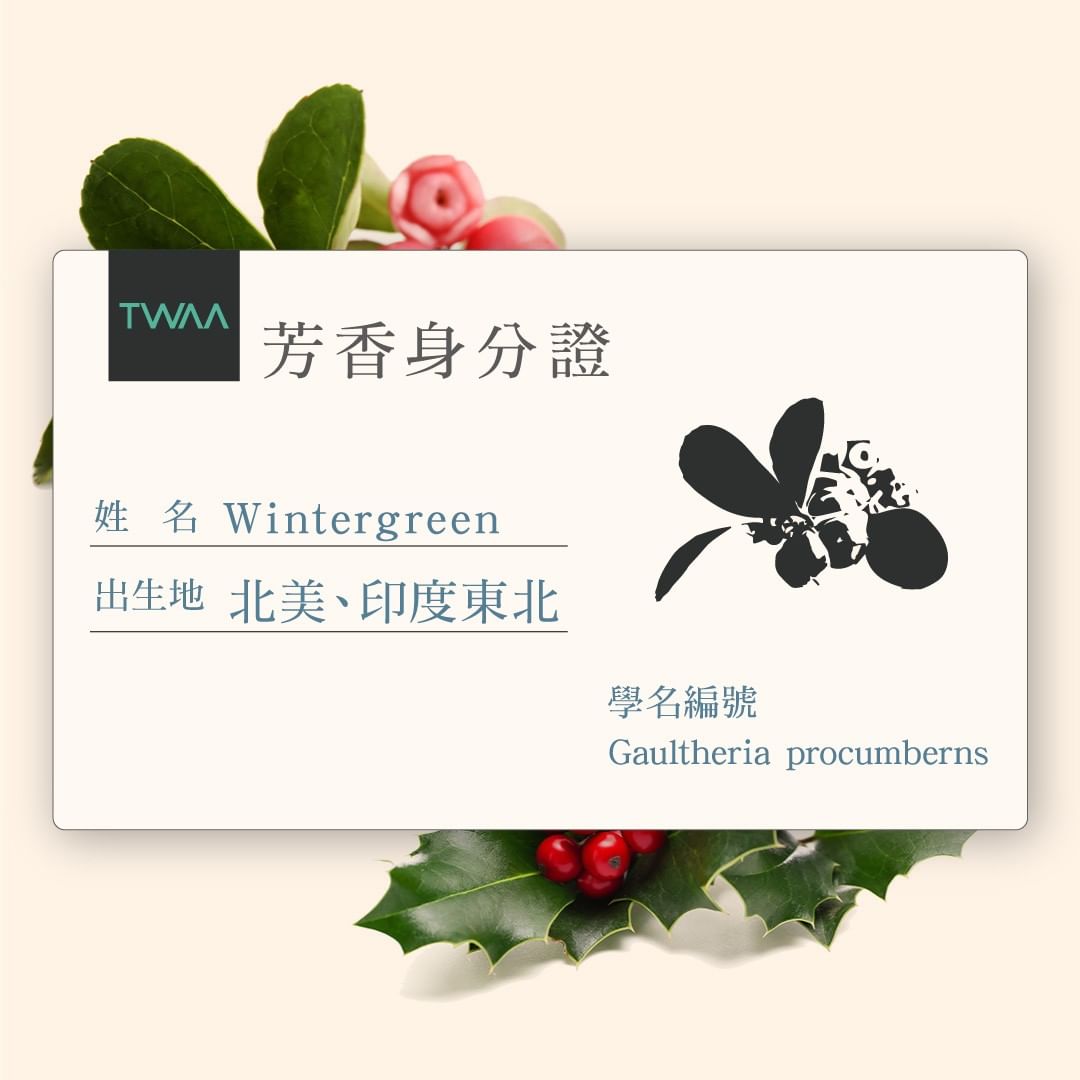 TWAA
芳香身分證
姓 名 Wintergreen
出生地 北美、印度東北
學名編號
Gaultheria procumberns